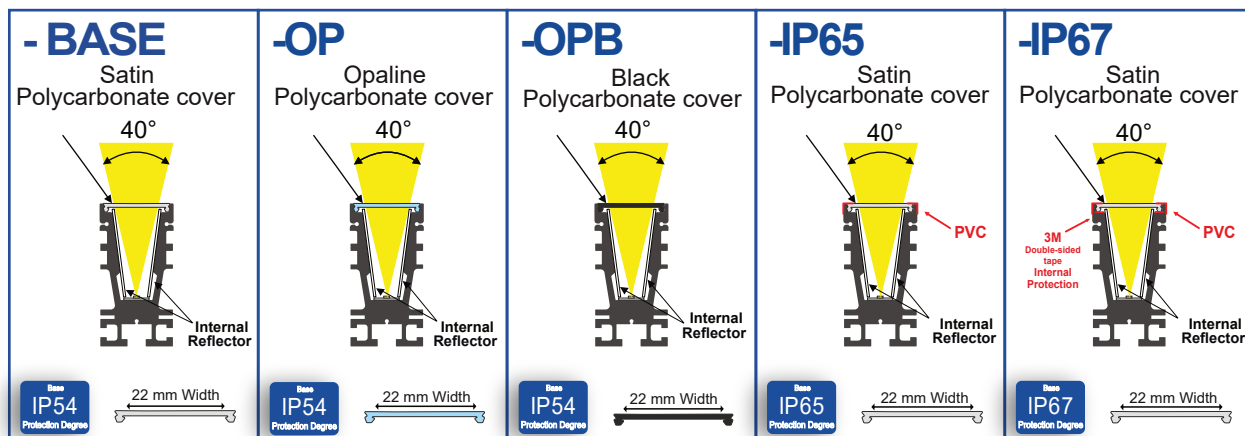 - BASE
Satin
Polycarbonate cover
40°
Internal
Reflector
Base
IP54
Protection Degree
22 mm Width
-OP
Opaline
Polycarbonate cover
40°
Internal
Reflector
Base
IP54
Protection Degree
22 mm Width
-OPB
Black
Polycarbonate cover
40°
Internal
Reflector
Base
IP54
Protection Degree
22 mm Width
-IP65
Satin
Polycarbonate cover
40°
PVC
Internal
Reflector
Base
IP65
Protection Degree
22 mm Width
-IP67
Satin
Polycarbonate cover
40°
3M
Double-sided
tape
Internal
Protection
PVC
Internal
Reflector
Base
IP67
Protection Degree
22 mm Width